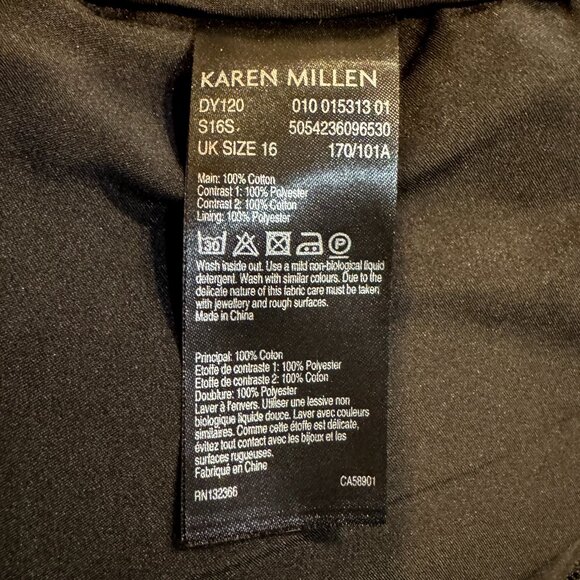 KAREN MILLEN
DY120 010 015313 01
S16S 5054236096530
UK SIZE 16 170/101A
Main: 100% Cotton
Contrast 1: 100% Polyester
Contrast 2: 100% Cotton
Lining: 100% Polyester
30 P
Wash inside out. Use a mild non-biological liquid
detergent. Wash with similar colours. Due to the
delicate nature of this fabric care must be taken
with jewellery and rough surfaces.
Made in China
Principal: 100% Coton
Etoffe de contraste 1: 100% Polyester
Etoffe de contraste 2: 100% Coton
Doublure: 100% Polyester
Laver à l'envers. Utiliser une lessive non
biologique liquide douce. Laver avec couleurs
similaires. Comme cette étoffe est délicate,
évitez tout contact avec les bijoux et les
surfaces rugueuses.
Fabriqué en Chine
RN132366 CA58901